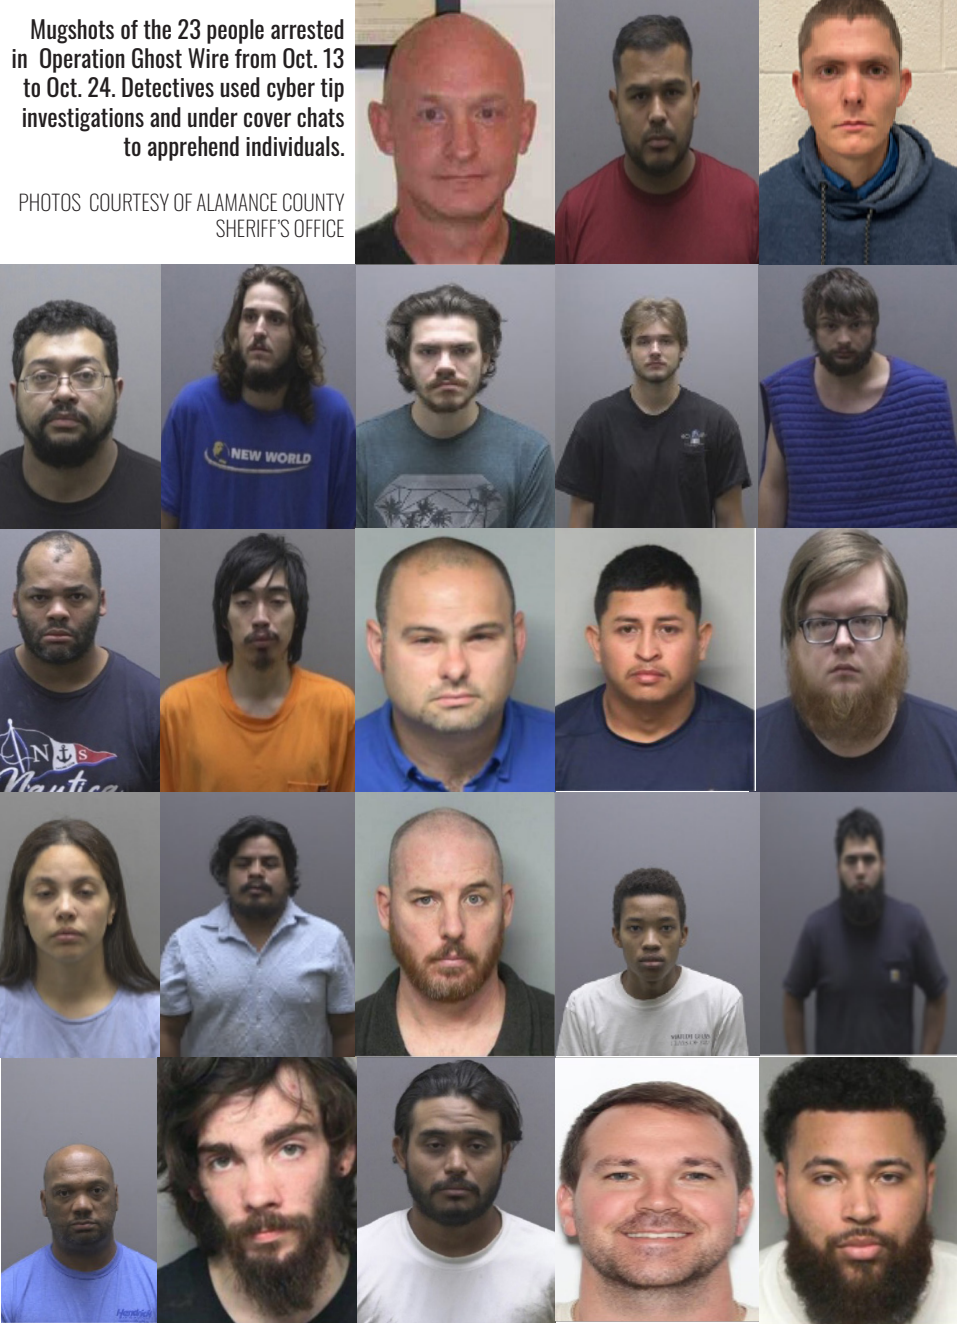 Mugshots of the 23 people arrested
in Operation Ghost Wire from Oct. 13
to Oct. 24. Detectives used cyber tip
investigations and under cover chats
to apprehend individuals.
PHOTOS COURTESY OF ALAMANCE COUNTY
SHERIFF'S OFFICE
NEW WORLD
N S
Nautica